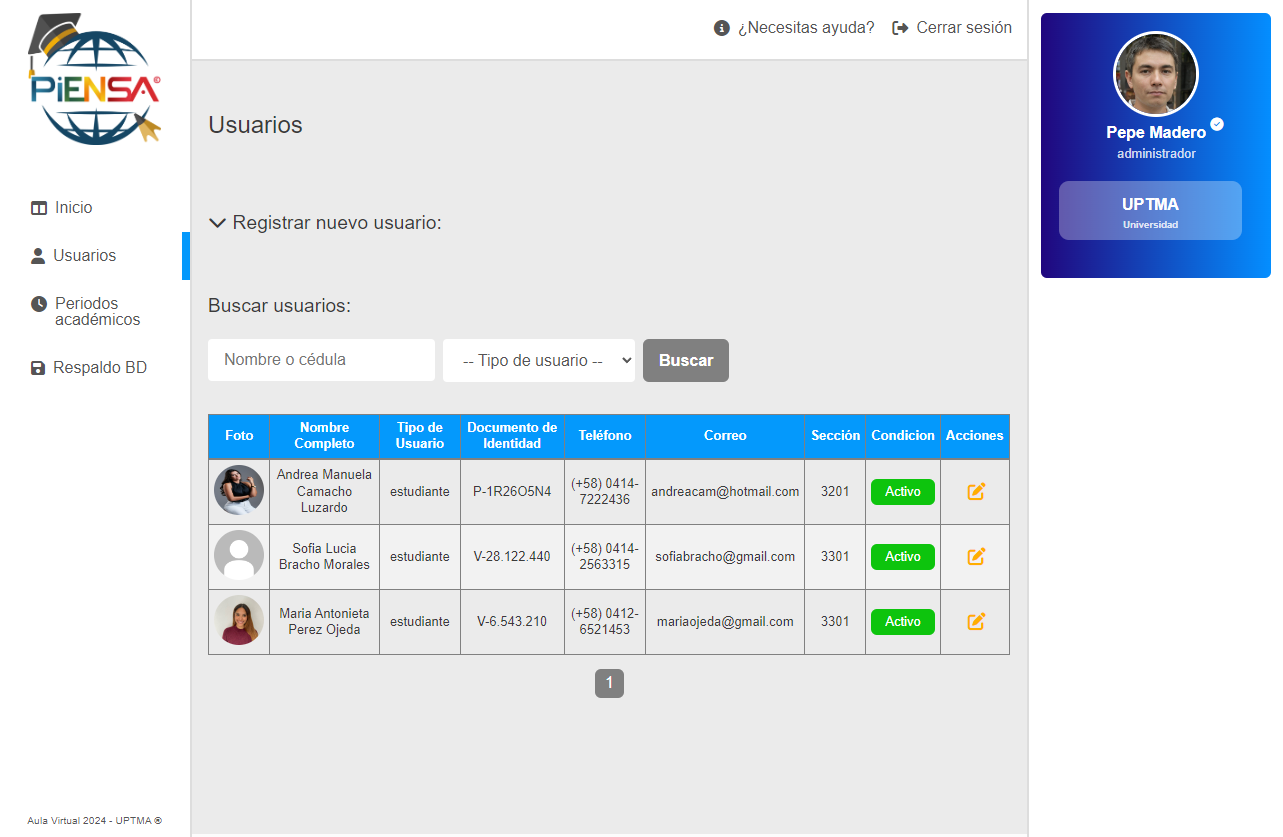 PiENSA®
Inicio
Usuarios
Periodos
académicos
Respaldo BD
Aula Virtual 2024 - UPTMA ®
¿Necesitas ayuda? Cerrar sesión
Usuarios
Registrar nuevo usuario:
Buscar usuarios:
Nombre o cédula -- Tipo de usuario -- Buscar
Foto Nombre Completo Tipo de Usuario Documento de Identidad Teléfono Correo Sección Condicion Acciones
Andrea Manuela Camacho Luzardo estudiante P-1R26O5N4 (+58) 0414-7222436 andreacam@hotmail.com 3201 Activo
Sofia Lucia Bracho Morales estudiante V-28.122.440 (+58) 0414-2563315 sofiabracho@gmail.com 3301 Activo
Maria Antonieta Perez Ojeda estudiante V-6.543.210 (+58) 0412-6521453 mariaojeda@gmail.com 3301 Activo
1
Pepe Madero
administrador
UPTMA
Universidad